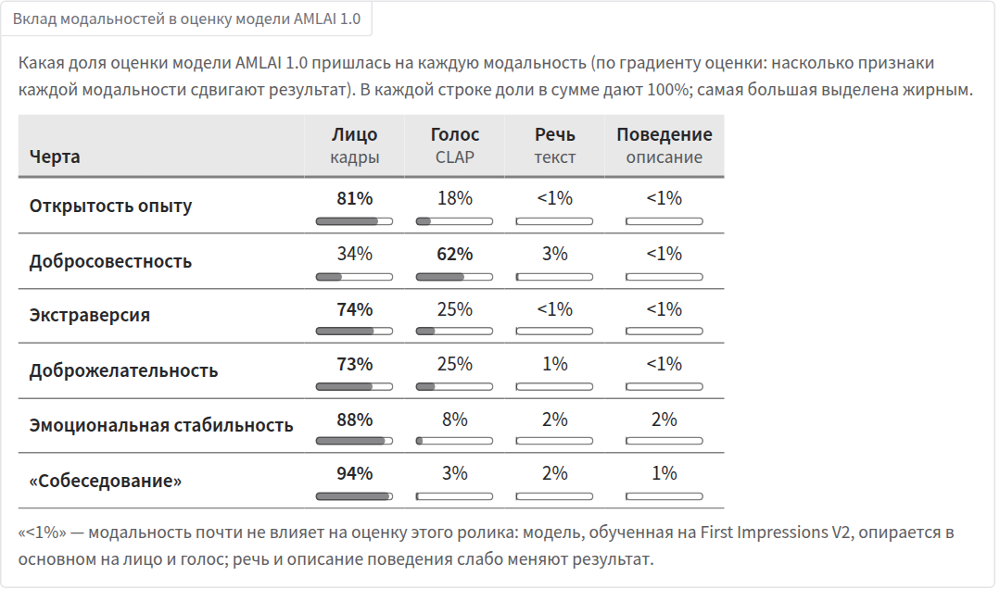 Вклад модальностей в оценку модели AMLAI 1.0
Какая доля оценки модели AMLAI 1.0 пришлась на каждую модальность (по градиенту оценки: насколько признаки
каждой модальности сдвигают результат). В каждой строке доли в сумме дают 100%; самая большая выделена жирным.
Черта Лицо кадры Голос CLAP Речь текст Поведение описание
Открытость опыту 81% 18% <1% <1%
Добросовестность 34% 62% 3% <1%
Экстраверсия 74% 25% <1% <1%
Доброжелательность 73% 25% 1% <1%
Эмоциональная стабильность 88% 8% 2% 2%
«Собеседование» 94% 3% 2% 1%
«<1%» — модальность почти не влияет на оценку этого ролика: модель, обученная на First Impressions V2, опирается в
основном на лицо и голос; речь и описание поведения слабо меняют результат.